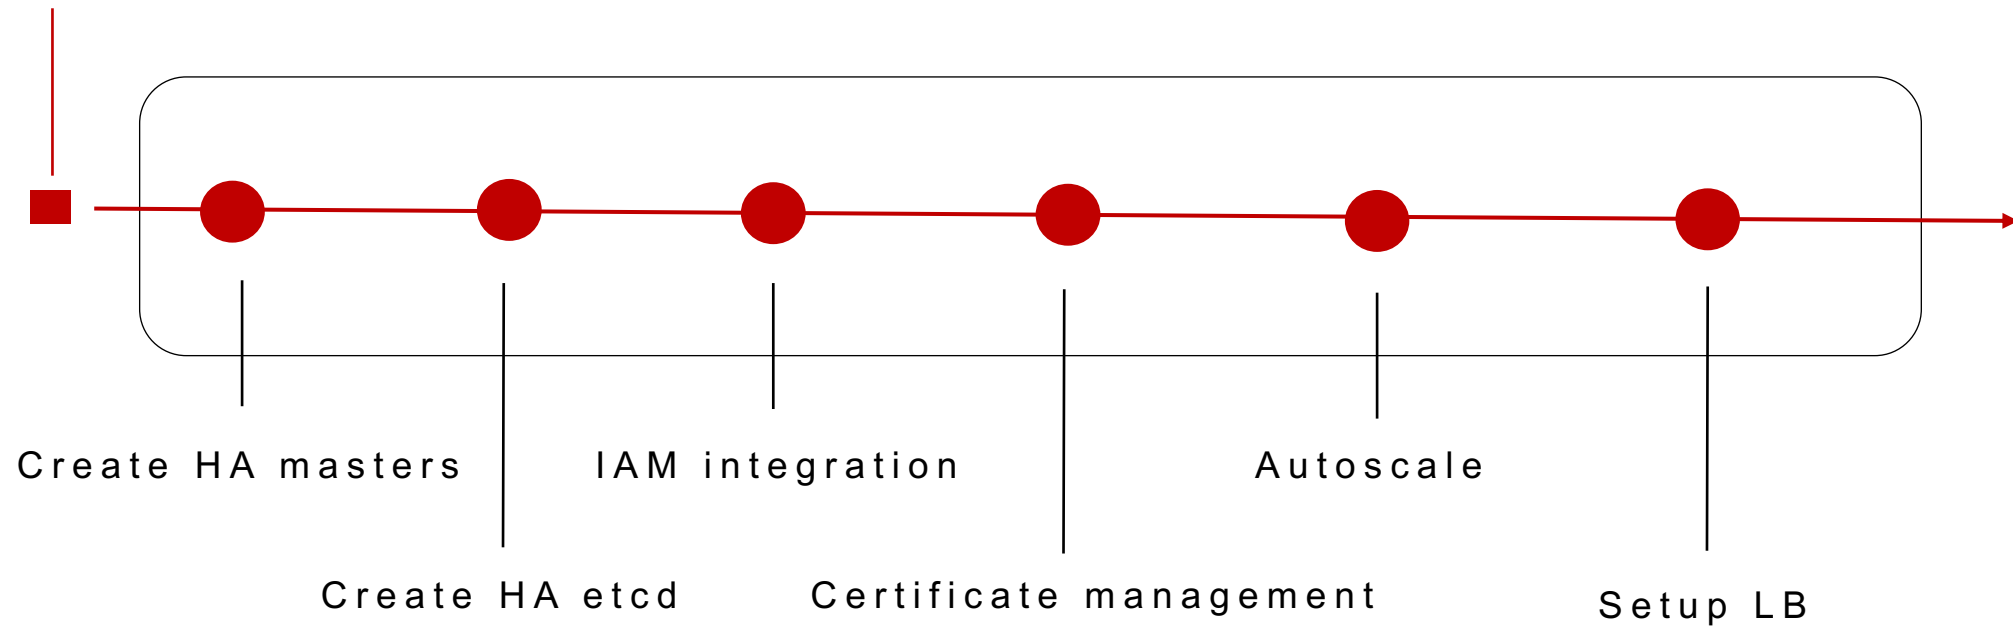 Create HA masters
Create HA etcd
IAM integration
Certificate management
Autoscale
Setup LB